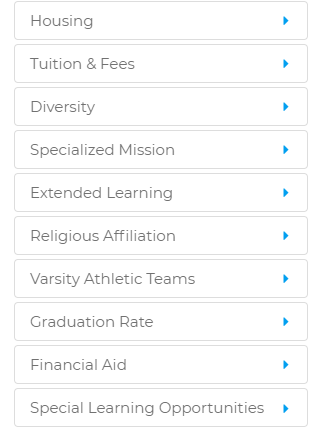 Housing
Tuition & Fees
Diversity
Specialized Mission
Extended Learning
Religious Affiliation
Varsity Athletic Teams
Graduation Rate
Financial Aid
Special Learning Opportunities